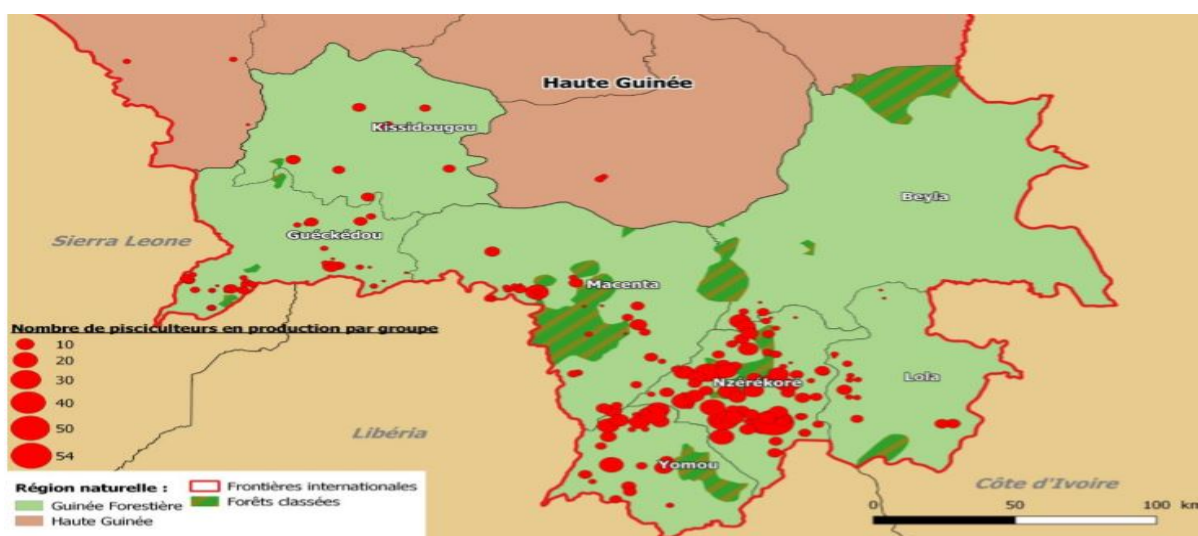 Haute Guinée
Kissidougou
Beyla
Sierra Leone
Guéckédou
Macenta
Nombre de pisciculteurs en production par groupe
10
20
30
40
50
54
Nzérékoré
Lola
Libéria
Yomou
Région naturelle :
Guinée Forestière
Haute Guinée
Frontières internationales
Forêts classées
Côte d'Ivoire
0 50 100 km